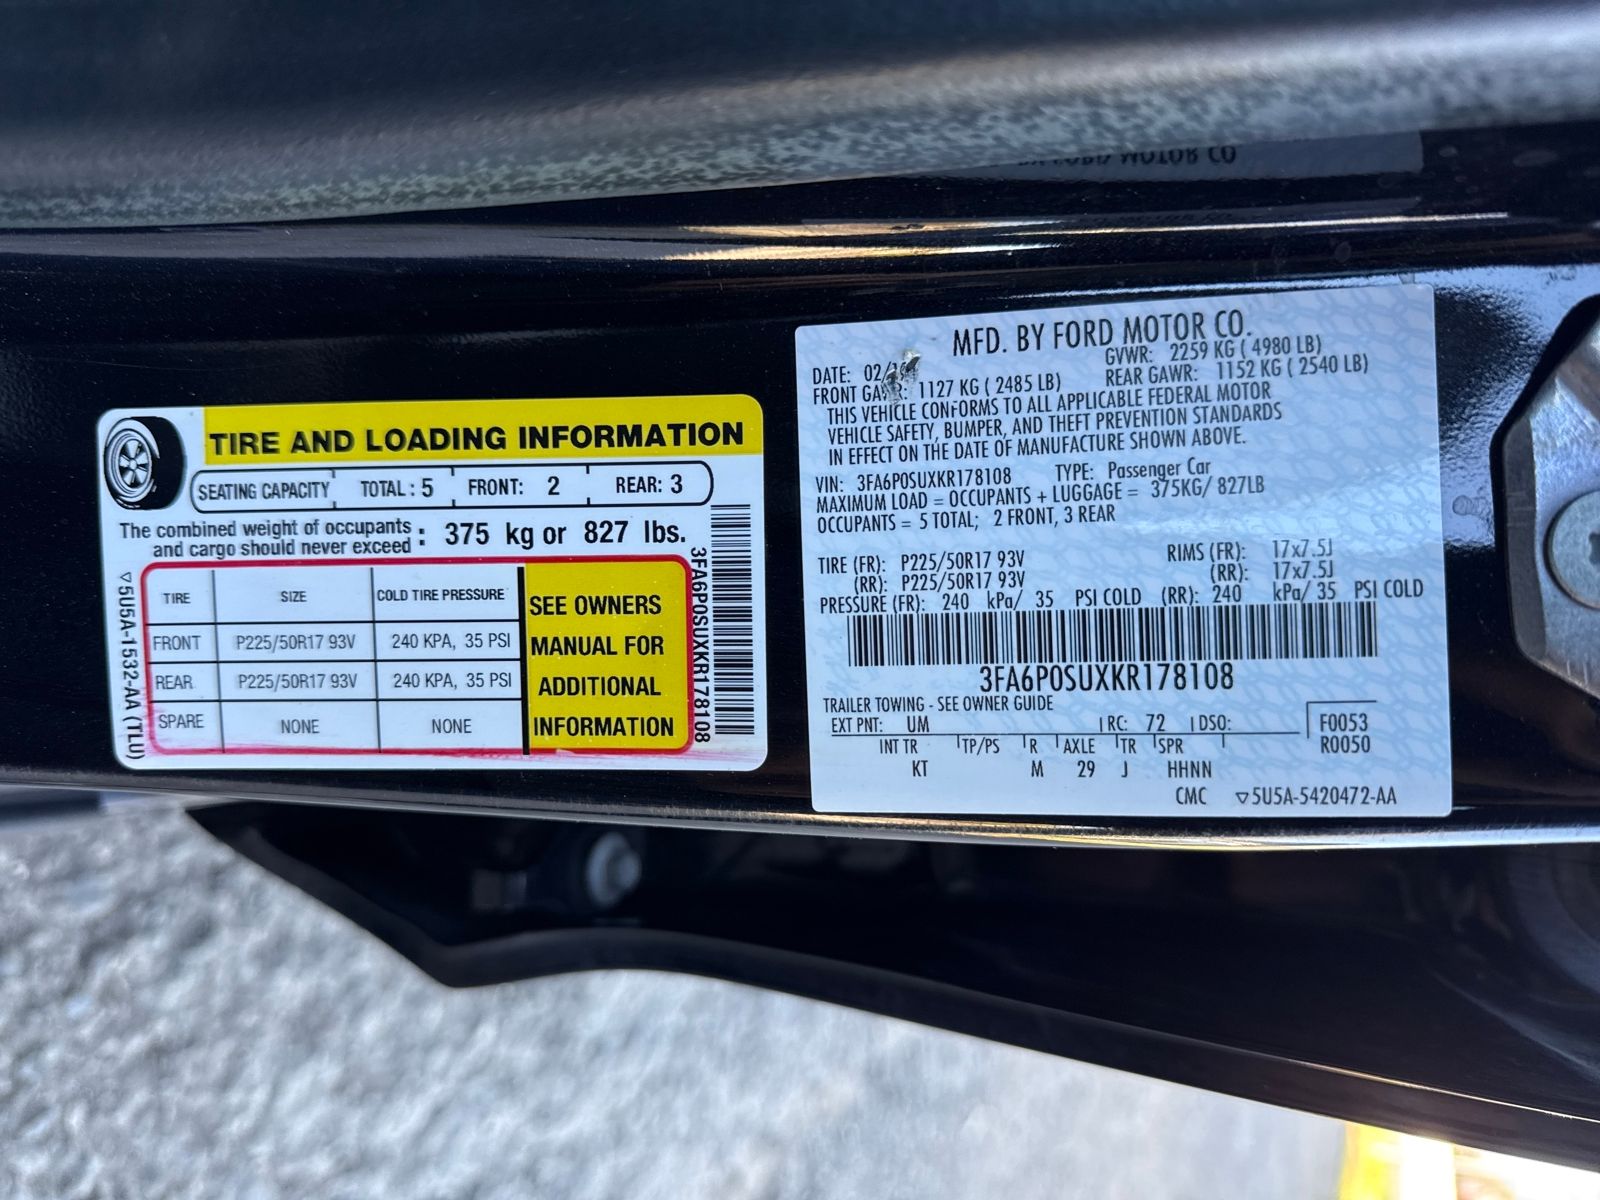 TIRE AND LOADING INFORMATION
SEATING CAPACITY TOTAL: 5 FRONT: 2 REAR: 3
The combined weight of occupants and cargo should never exceed : 375 kg or 827 lbs.
TIRE SIZE COLD TIRE PRESSURE
FRONT P225/50R17 93V 240 KPA, 35 PSI
REAR P225/50R17 93V 240 KPA, 35 PSI
SPARE NONE NONE
SEE OWNERS
MANUAL FOR
ADDITIONAL
INFORMATION
5U5A-1532-AA (TLU)
3FA6P0SUXKR178108
MFD. BY FORD MOTOR CO.
DATE: 02/ GVWR: 2259 KG ( 4980 LB)
FRONT GAWR: 1127 KG ( 2485 LB) REAR GAWR: 1152 KG ( 2540 LB)
THIS VEHICLE CONFORMS TO ALL APPLICABLE FEDERAL MOTOR
VEHICLE SAFETY, BUMPER, AND THEFT PREVENTION STANDARDS
IN EFFECT ON THE DATE OF MANUFACTURE SHOWN ABOVE.
VIN: 3FA6P0SUXKR178108 TYPE: Passenger Car
MAXIMUM LOAD = OCCUPANTS + LUGGAGE = 375KG/ 827LB
OCCUPANTS = 5 TOTAL; 2 FRONT, 3 REAR
TIRE (FR): P225/50R17 93V RIMS (FR): 17x7.5J
(RR): P225/50R17 93V (RR): 17x7.5J
PRESSURE (FR): 240 kPa/ 35 PSI COLD (RR): 240 kPa/ 35 PSI COLD
3FA6P0SUXKR178108
TRAILER TOWING - SEE OWNER GUIDE
EXT PNT: UM RC: 72 DSO: F0053
R0050
INT TR TP/PS R AXLE TR SPR
KT M 29 J HHNN
CMC 5U5A-5420472-AA